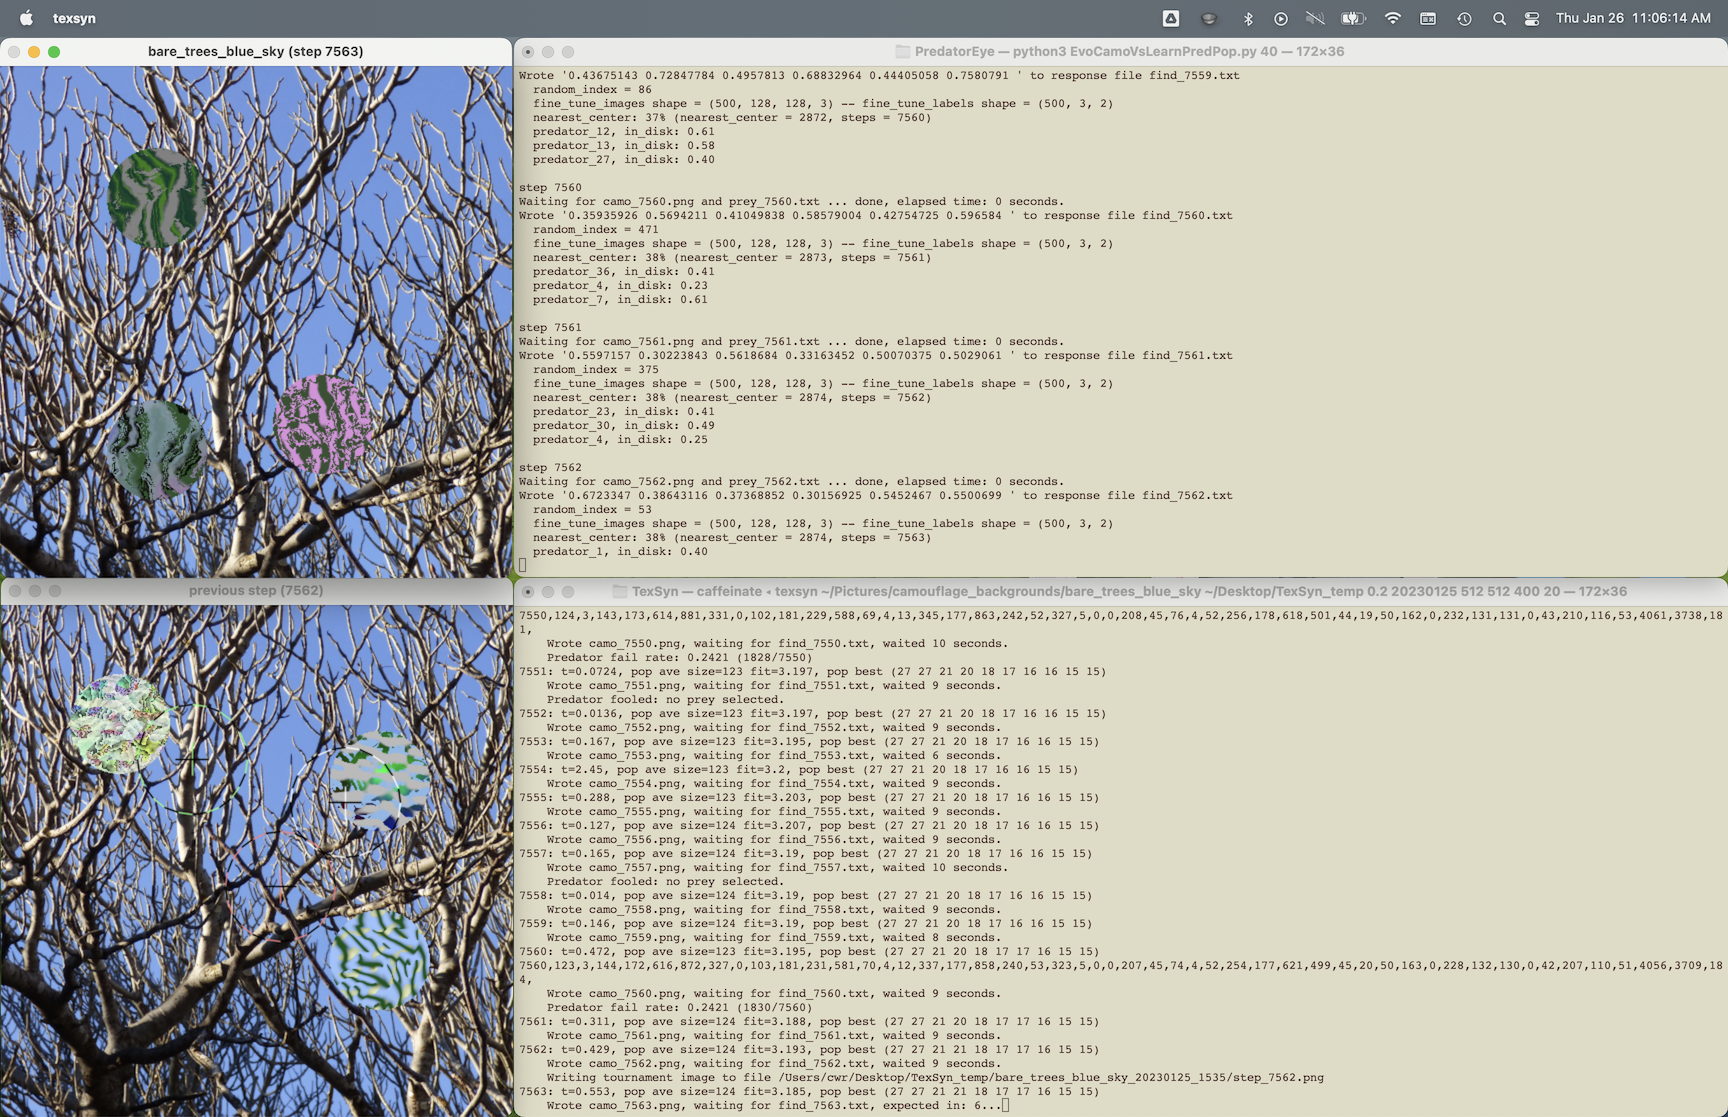 texsyn
Thu Jan 26 11:06:14 AM
bare_trees_blue_sky (step 7563)
PredatorEye — python3 EvoCamoVsLearnPredPop.py 40 — 172×36
Wrote '0.43675143 0.72847784 0.4957813 0.68832964 0.44405058 0.7580791 ' to response file find_7559.txt
random_index = 86
fine_tune_images shape = (500, 128, 128, 3) -- fine_tune_labels shape = (500, 3, 2)
nearest_center: 37% (nearest_center = 2872, steps = 7560)
predator_12, in_disk: 0.61
predator_13, in_disk: 0.58
predator_27, in_disk: 0.40
step 7560
Waiting for camo_7560.png and prey_7560.txt ... done, elapsed time: 0 seconds.
Wrote '0.35935926 0.5694211 0.41049838 0.58579004 0.42754725 0.596584 ' to response file find_7560.txt
random_index = 471
fine_tune_images shape = (500, 128, 128, 3) -- fine_tune_labels shape = (500, 3, 2)
nearest_center: 38% (nearest_center = 2873, steps = 7561)
predator_36, in_disk: 0.41
predator_4, in_disk: 0.23
predator_7, in_disk: 0.61
step 7561
Waiting for camo_7561.png and prey_7561.txt ... done, elapsed time: 0 seconds.
Wrote '0.5597157 0.30223843 0.5618684 0.33163452 0.50070375 0.5029061 ' to response file find_7561.txt
random_index = 375
fine_tune_images shape = (500, 128, 128, 3) -- fine_tune_labels shape = (500, 3, 2)
nearest_center: 38% (nearest_center = 2874, steps = 7562)
predator_23, in_disk: 0.41
predator_30, in_disk: 0.49
predator_4, in_disk: 0.25
step 7562
Waiting for camo_7562.png and prey_7562.txt ... done, elapsed time: 0 seconds.
Wrote '0.6723347 0.38643116 0.37368852 0.30156925 0.5452467 0.5500699 ' to response file find_7562.txt
random_index = 53
fine_tune_images shape = (500, 128, 128, 3) -- fine_tune_labels shape = (500, 3, 2)
nearest_center: 38% (nearest_center = 2874, steps = 7563)
predator_1, in_disk: 0.40
previous step (7562)
TexSyn — caffeinate ◂ texsyn ~/Pictures/camouflage_backgrounds/bare_trees_blue_sky ~/Desktop/TexSyn_temp 0.2 20230125 512 512 400 20 — 172×36
7550,124,3,143,173,614,881,331,0,102,181,229,588,69,4,13,345,177,863,242,52,327,5,0,0,208,45,76,4,52,256,178,618,501,44,19,50,162,0,232,131,131,0,43,210,116,53,4061,3738,18
1,
Wrote camo_7550.png, waiting for find_7550.txt, waited 10 seconds.
Predator fail rate: 0.2421 (1828/7550)
7551: t=0.0724, pop ave size=123 fit=3.197, pop best (27 27 21 20 18 17 16 16 15 15)
Wrote camo_7551.png, waiting for find_7551.txt, waited 9 seconds.
Predator fooled: no prey selected.
7552: t=0.0136, pop ave size=123 fit=3.197, pop best (27 27 21 20 18 17 16 16 15 15)
Wrote camo_7552.png, waiting for find_7552.txt, waited 9 seconds.
7553: t=0.167, pop ave size=123 fit=3.195, pop best (27 27 21 20 18 17 16 16 15 15)
Wrote camo_7553.png, waiting for find_7553.txt, waited 6 seconds.
7554: t=2.45, pop ave size=123 fit=3.2, pop best (27 27 21 20 18 17 16 16 15 15)
Wrote camo_7554.png, waiting for find_7554.txt, waited 9 seconds.
7555: t=0.288, pop ave size=123 fit=3.203, pop best (27 27 21 20 18 17 16 16 15 15)
Wrote camo_7555.png, waiting for find_7555.txt, waited 9 seconds.
7556: t=0.127, pop ave size=124 fit=3.207, pop best (27 27 21 20 18 17 16 16 15 15)
Wrote camo_7556.png, waiting for find_7556.txt, waited 9 seconds.
7557: t=0.165, pop ave size=124 fit=3.19, pop best (27 27 21 20 18 17 16 16 15 15)
Wrote camo_7557.png, waiting for find_7557.txt, waited 10 seconds.
Predator fooled: no prey selected.
7558: t=0.014, pop ave size=124 fit=3.19, pop best (27 27 21 20 18 17 16 16 15 15)
Wrote camo_7558.png, waiting for find_7558.txt, waited 9 seconds.
7559: t=0.146, pop ave size=124 fit=3.19, pop best (27 27 21 20 18 17 16 16 15 15)
Wrote camo_7559.png, waiting for find_7559.txt, waited 8 seconds.
7560: t=0.472, pop ave size=123 fit=3.195, pop best (27 27 21 20 18 17 17 16 15 15)
7560,123,3,144,172,616,872,327,0,103,181,231,581,70,4,12,337,177,858,240,53,323,5,0,0,207,45,74,4,52,254,177,621,499,45,20,50,163,0,228,132,130,0,42,207,110,51,4056,3709,18
4,
Wrote camo_7560.png, waiting for find_7560.txt, waited 9 seconds.
Predator fail rate: 0.2421 (1830/7560)
7561: t=0.311, pop ave size=124 fit=3.188, pop best (27 27 21 20 18 17 17 16 15 15)
Wrote camo_7561.png, waiting for find_7561.txt, waited 9 seconds.
7562: t=0.429, pop ave size=124 fit=3.193, pop best (27 27 21 21 18 17 17 16 15 15)
Wrote camo_7562.png, waiting for find_7562.txt, waited 9 seconds.
Writing tournament image to file /Users/cwr/Desktop/TexSyn_temp/bare_trees_blue_sky_20230125_1535/step_7562.png
7563: t=0.553, pop ave size=124 fit=3.185, pop best (27 27 21 21 18 17 17 16 15 15)
Wrote camo_7563.png, waiting for find_7563.txt, expected in: 6...